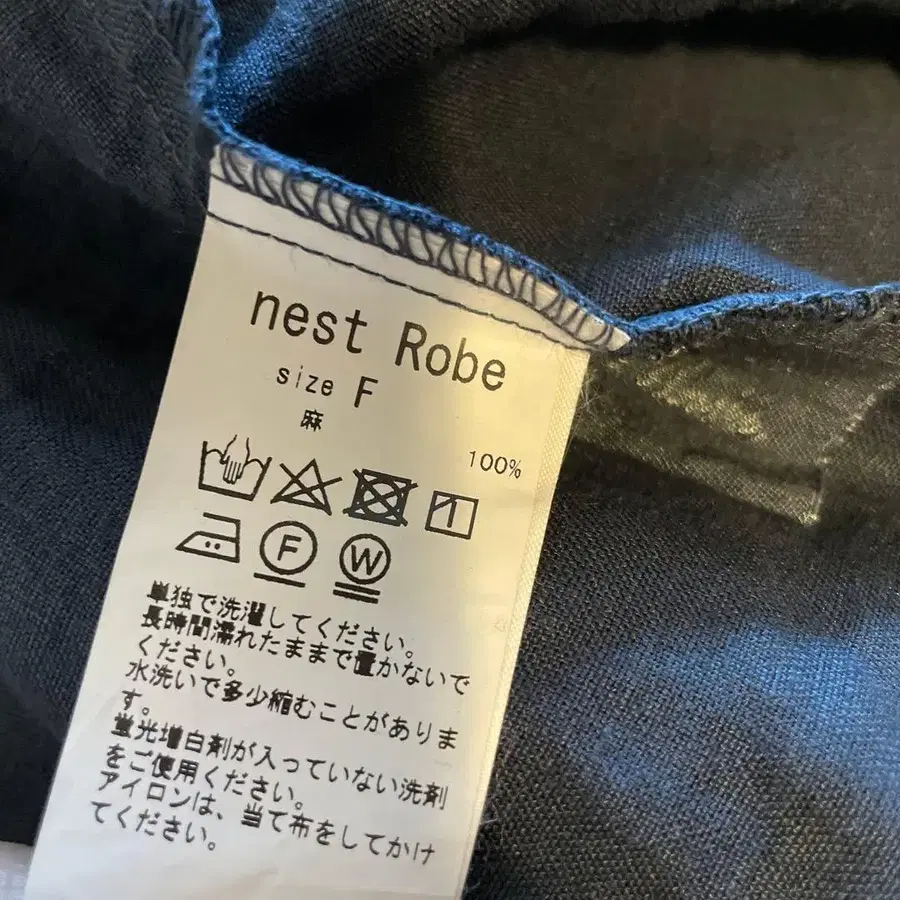 nest Robe
size F
麻
100%
F W
単独で洗濯してください。
長時間濡れたままで置かないで
ください。
水洗いで多少縮むことがありま
す。
蛍光増白剤が入っていない洗剤
をご使用ください。
アイロンは、当て布をしてかけ
てください。